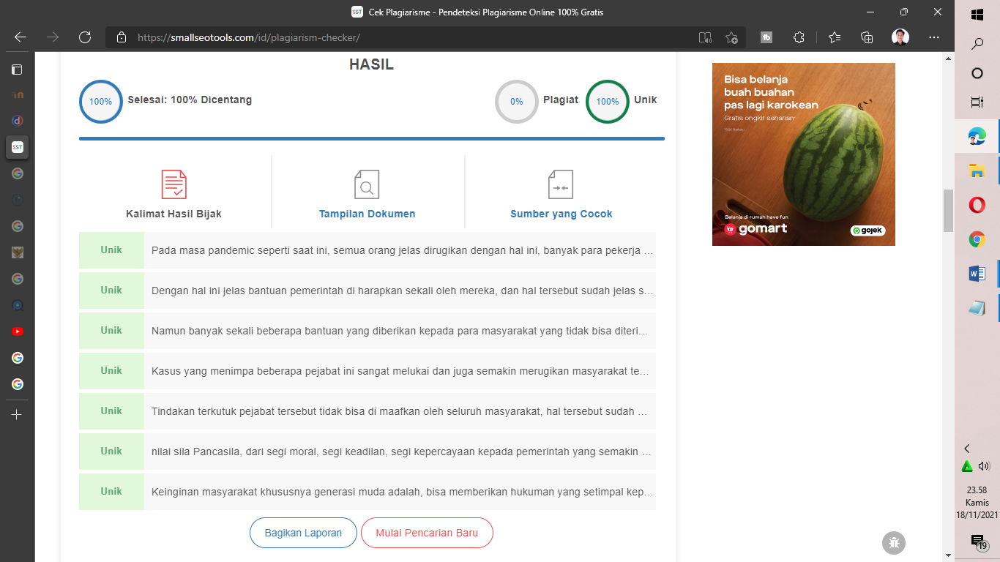 SST Cek Plagiarisme - Pendeteksi Plagiarisme Online 100% Gratis
https://smallseotools.com/id/plagiarism-checker/
HASIL
100% Selesai: 100% Dicentang
0% Plagiat 100% Unik
Kalimat Hasil Bijak
Tampilan Dokumen
Sumber yang Cocok
Unik Pada masa pandemic seperti saat ini, semua orang jelas dirugikan dengan hal ini, banyak para pekerja ...
Unik Dengan hal ini jelas bantuan pemerintah di harapkan sekali oleh mereka, dan hal tersebut sudah jelas s...
Unik Namun banyak sekali beberapa bantuan yang diberikan kepada para masyarakat yang tidak bisa diteri...
Unik Kasus yang menimpa beberapa pejabat ini sangat melukai dan juga semakin merugikan masyarakat te...
Unik Tindakan terkutuk pejabat tersebut tidak bisa di maafkan oleh seluruh masyarakat, hal tersebut sudah ...
Unik nilai sila Pancasila, dari segi moral, segi keadilan, segi kepercayaan kepada pemerintah yang semakin ...
Unik Keinginan masyarakat khususnya generasi muda adalah, bisa memberikan hukuman yang setimpal kep...
Bagikan Laporan
Mulai Pencarian Baru
Bisa belanja
buah buahan
pas lagi karokean
Gratis ongkir seharian*
Belanja di rumah have fun
gomart
gojek
SST
23.58
Kamis
18/11/2021
19